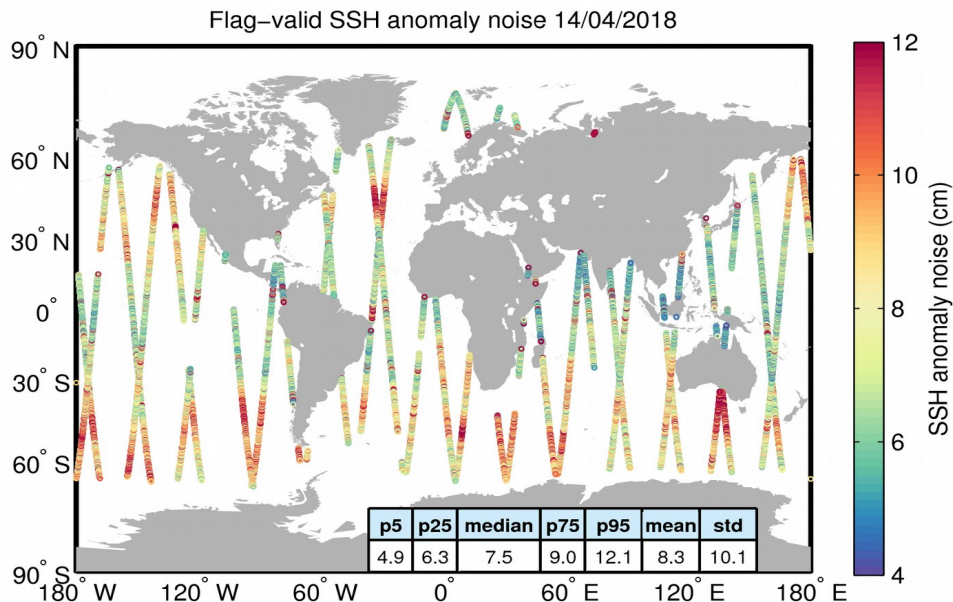 Flag−valid SSH anomaly noise 14/04/2018
90° N
60° N
30° N
0°
30° S
60° S
90° S
180° W
120° W
60° W
0°
60° E
120° E
180° E
p5 p25 median p75 p95 mean std
4.9 6.3 7.5 9.0 12.1 8.3 10.1
12
10
8
6
4
SSH anomaly noise (cm)